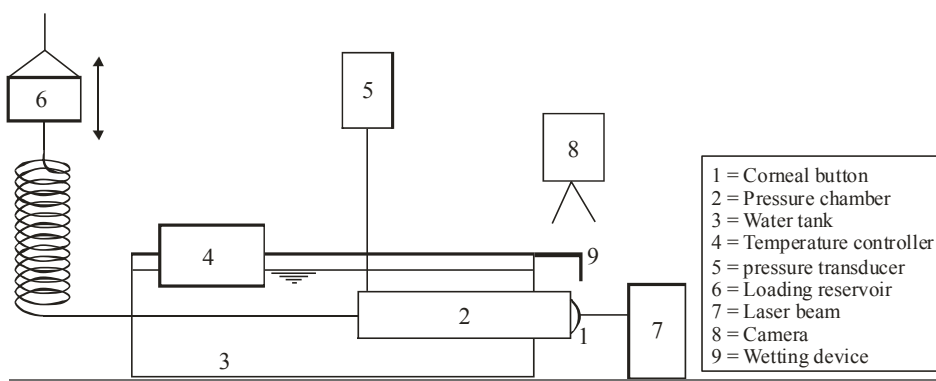 6
5
8
4
9
2
1
7
3
1 = Corneal button
2 = Pressure chamber
3 = Water tank
4 = Temperature controller
5 = pressure transducer
6 = Loading reservoir
7 = Laser beam
8 = Camera
9 = Wetting device